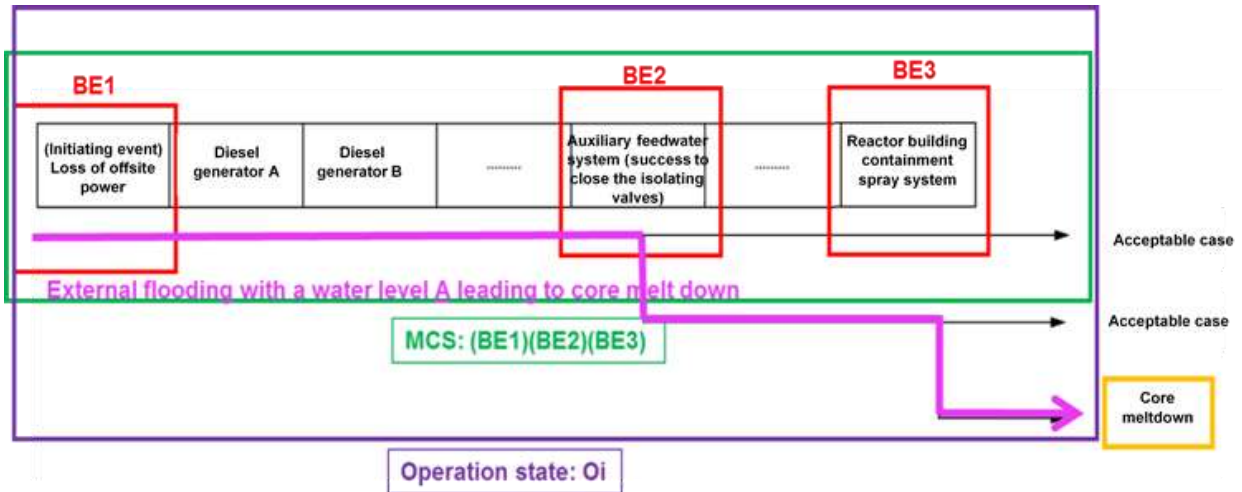 BE1
BE2
BE3
(Initiating event)
Loss of offsite
power
Diesel
generator A
Diesel
generator B
.........
Auxiliary feedwater
system (success to
close the isolating
valves)
.........
Reactor building
containment
spray system
Acceptable case
External flooding with a water level A leading to core melt down
Acceptable case
MCS: (BE1)(BE2)(BE3)
Core
meltdown
Operation state: Oi